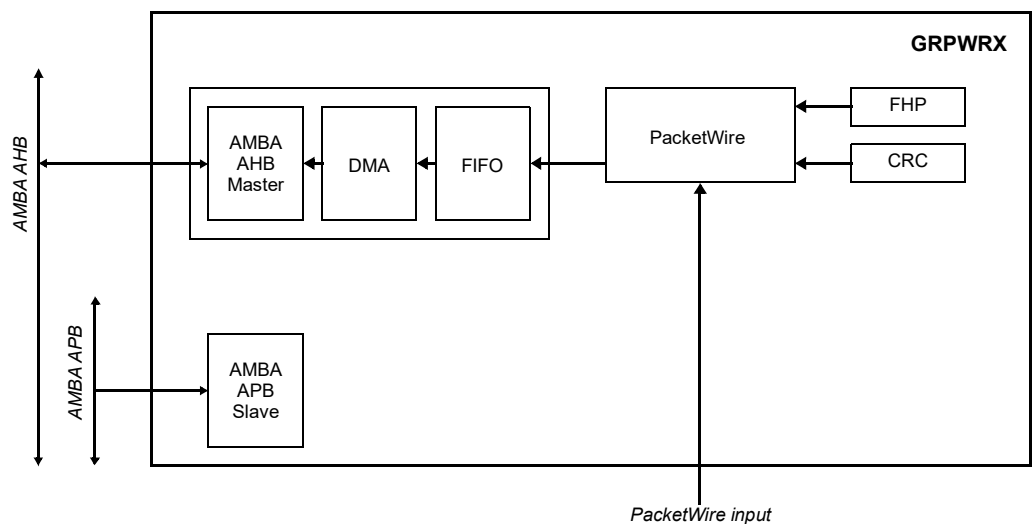 GRPWRX
FHP
PacketWire
CRC
AMBA
AHB
Master
DMA
FIFO
AMBA AHB
AMBA APB
AMBA
APB
Slave
PacketWire input